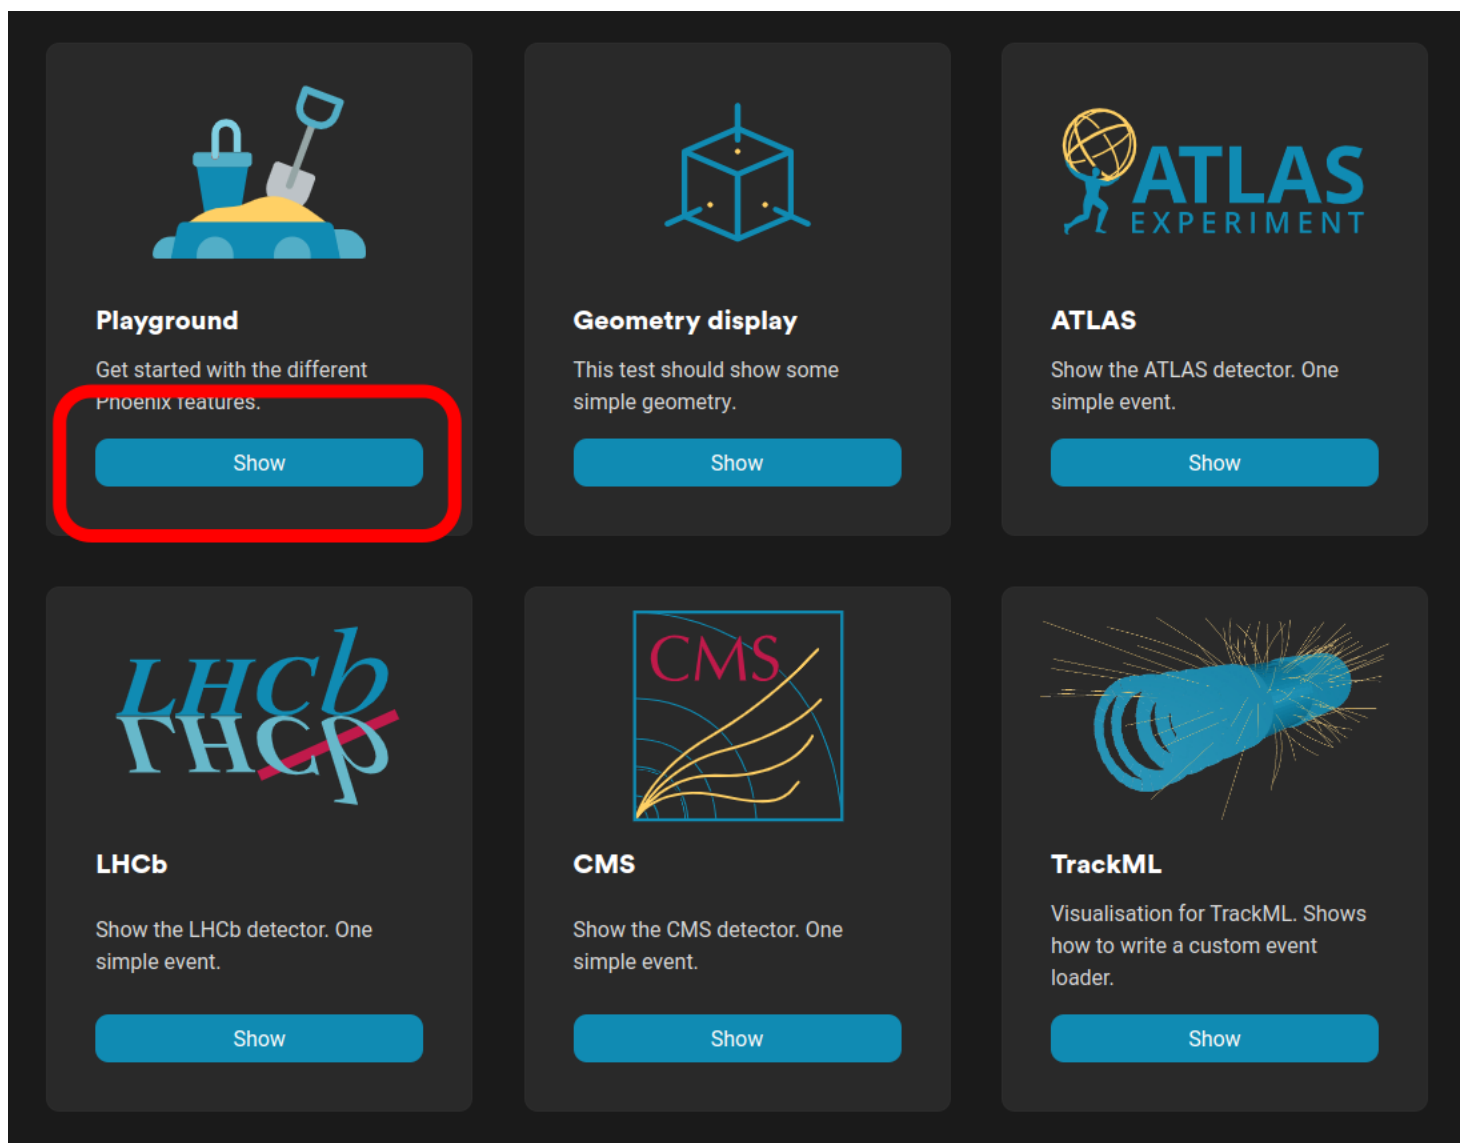 ATLAS
EXPERIMENT
Playground
Get started with the different
Phoenix features.
Show
Geometry display
This test should show some
simple geometry.
Show
ATLAS
Show the ATLAS detector. One
simple event.
Show
LHCb
LHCb
LHCb
Show the LHCb detector. One
simple event.
Show
CMS
CMS
Show the CMS detector. One
simple event.
Show
TrackML
Visualisation for TrackML. Shows
how to write a custom event
loader.
Show